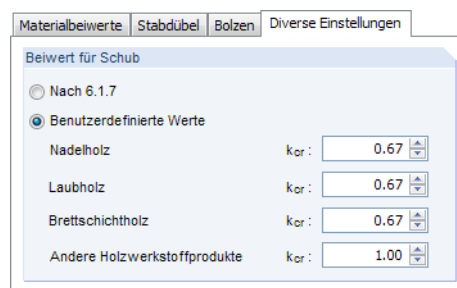 Materialbeiwerte Stabdübel Bolzen Diverse Einstellungen
Beiwert für Schub
Nach 6.1.7
Benutzerdefinierte Werte
Nadelholz kcr : 0.67
Laubholz kcr : 0.67
Brettschichtholz kcr : 0.67
Andere Holzwerkstoffprodukte kcr : 1.00